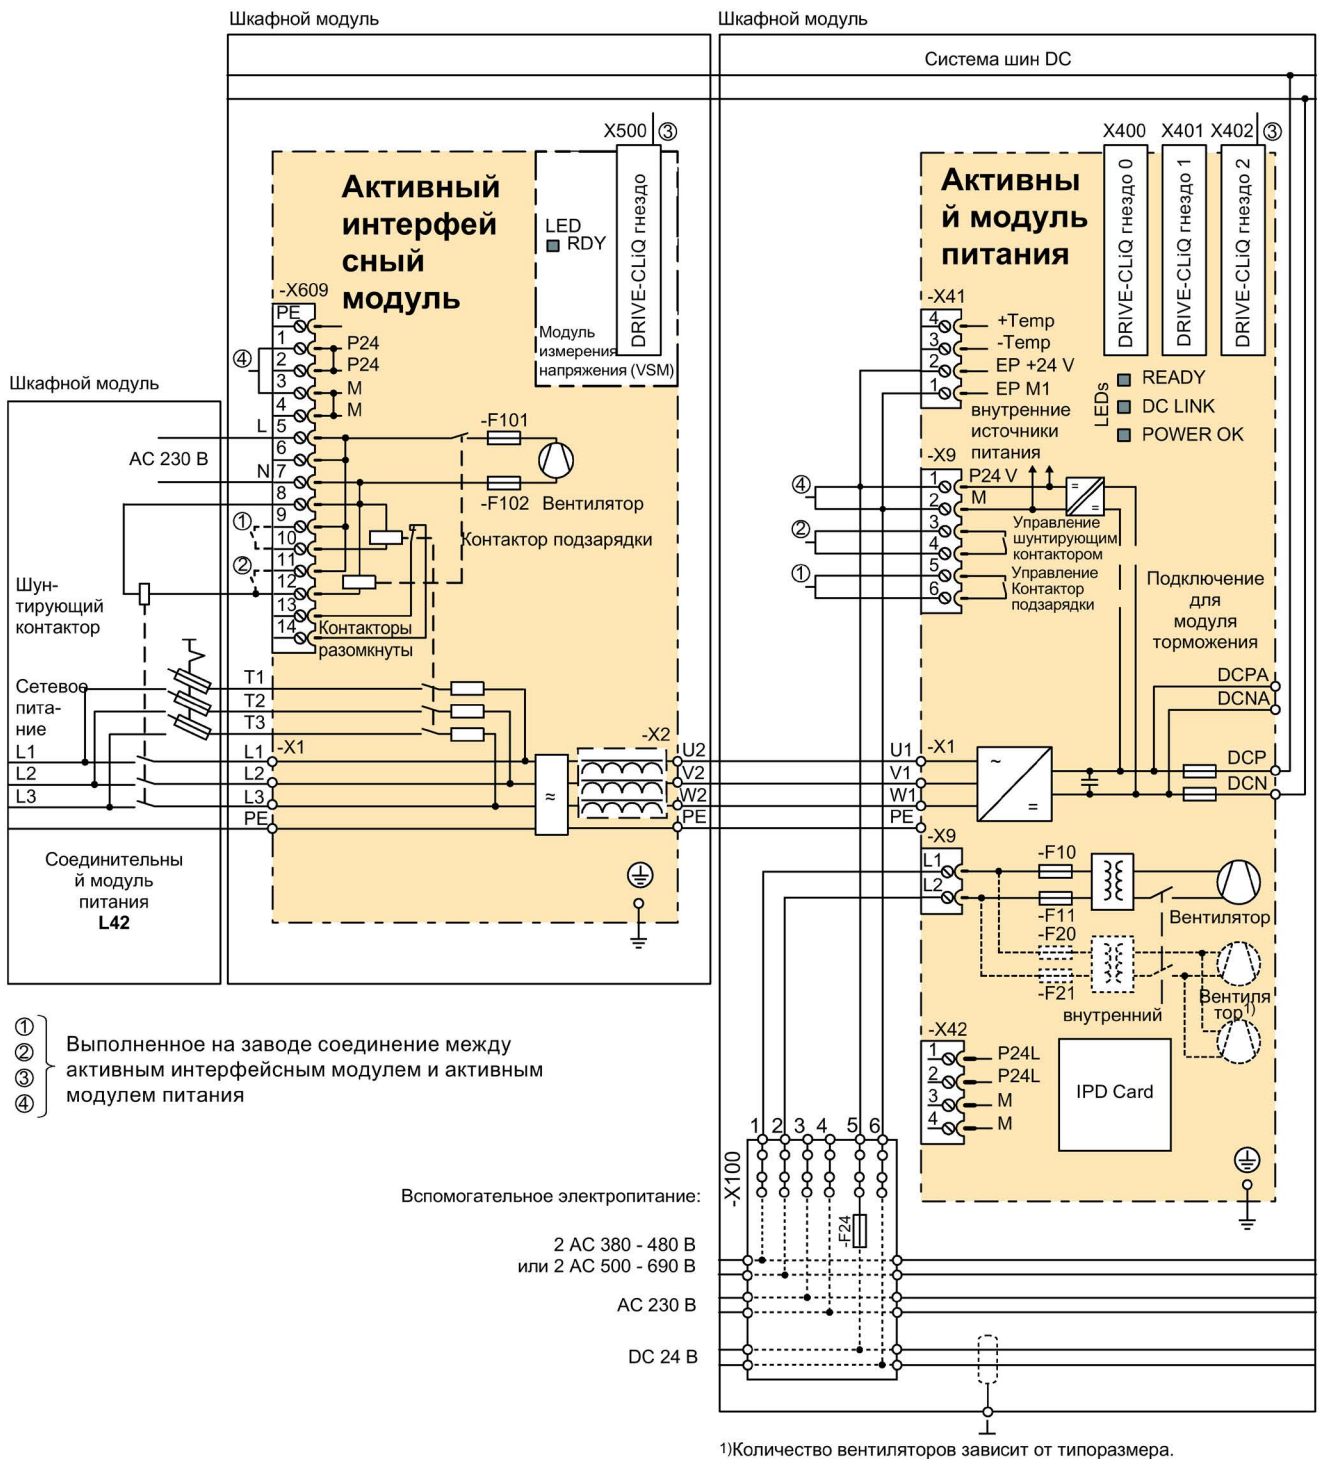 Шкафной модуль
Шкафной модуль
Система шин DC
X500
③
X400
X401
X402
③
Активный
интерфей
сный
модуль
LED
RDY
DRIVE-CLiQ гнездо
Модуль
измерения
напряжения (VSM)
Активны
й модуль
питания
DRIVE-CLiQ гнездо 0
DRIVE-CLiQ гнездо 1
DRIVE-CLiQ гнездо 2
-X609
PE
1
P24
2
P24
3
M
4
M
④
L
5
6
N
7
8
9
10
11
12
13
14
①
②
-F101
-F102
Вентилятор
Контактор подзарядки
Контакторы
разомкнуты
-X41
4
+Temp
3
-Temp
2
EP +24 V
1
EP M1
внутренние
источники
питания
LEDs
READY
DC LINK
POWER OK
-X9
1
P24 V
2
M
3
4
5
6
④
②
①
=
=
Управление
шунтирующим
контактором
Управление
Контактор
подзарядки
Подключение
для
модуля
торможения
DCPA
DCNA
DCP
DCN
Шкафной модуль
AC 230 В
Шун-
тирующий
контактор
Сетевое
пита-
ние
L1
L2
L3
T1
T2
T3
-X1
L1
L2
L3
PE
≈
-X2
U2
V2
W2
PE
U1
V1
W1
PE
-X1
~
=
Соединительны
й модуль
питания
L42
-X9
L1
L2
-F10
-F11
-F20
-F21
Вентилятор
Вентиля
тор1)
внутренний
-X42
1
P24L
2
P24L
3
M
4
M
IPD Card
①
②
③
④
Выполненное на заводе соединение между
активным интерфейсным модулем и активным
модулем питания
1
2
3
4
5
6
-X100
-F24
Вспомогательное электропитание:
2 AC 380 - 480 В
или 2 AC 500 - 690 В
AC 230 В
DC 24 В
1)Количество вентиляторов зависит от типоразмера.